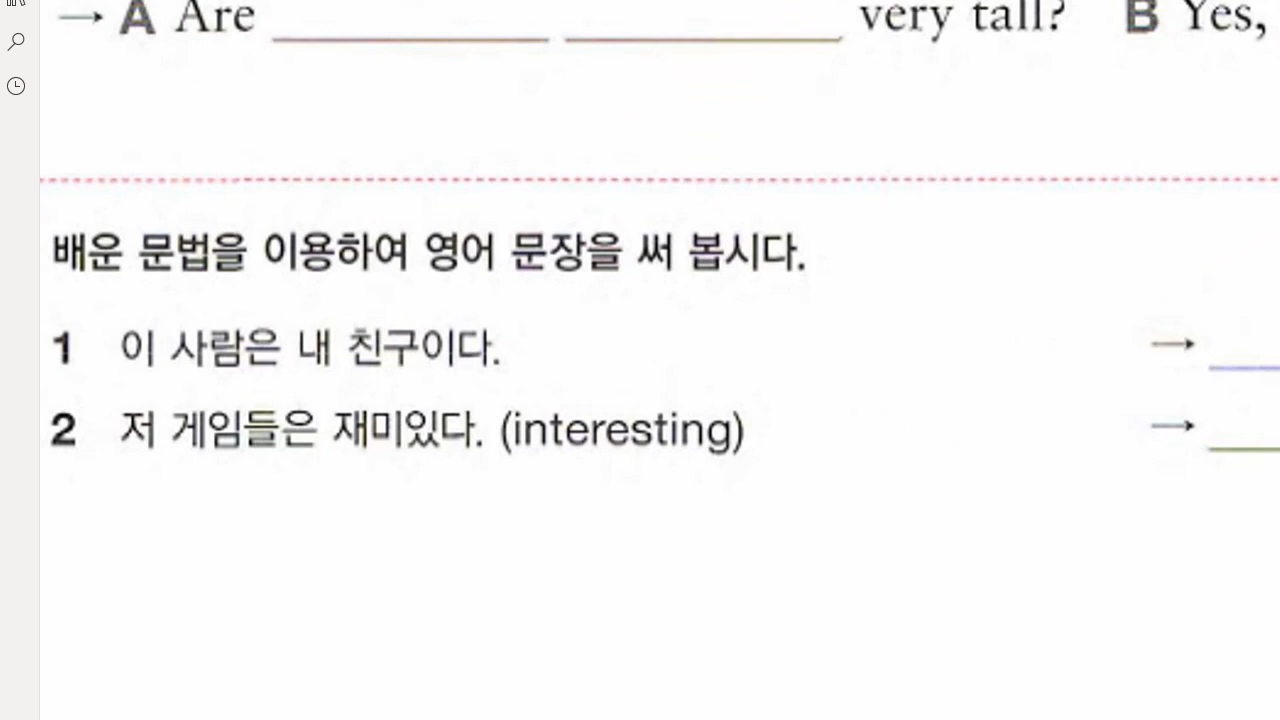 → A Are __________ __________ very tall? B Yes,
배운 문법을 이용하여 영어 문장을 써 봅시다.
1 이 사람은 내 친구이다. →
2 저 게임들은 재미있다. (interesting) →